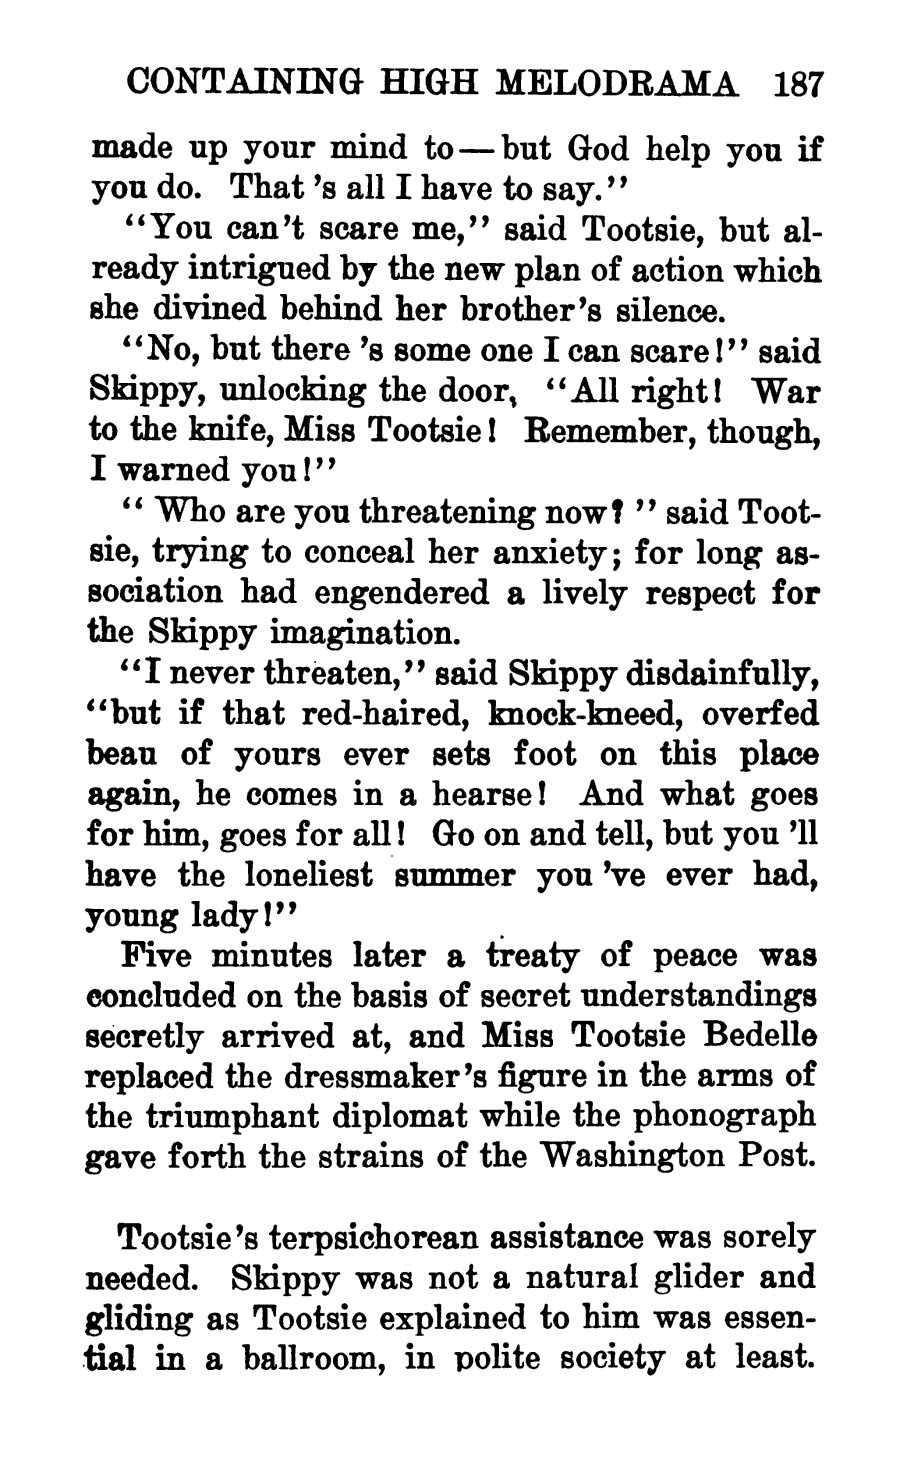 CONTAINING HIGH MELODRAMA 187
made up your mind to—but God help you if
you do. That 's all I have to say."
"You can't scare me," said Tootsie, but al-
ready intrigued by the new plan of action which
she divined behind her brother's silence.
"No, but there 's some one I can scare!" said
Skippy, unlocking the door, "All right! War
to the knife, Miss Tootsie! Remember, though,
I warned you!"
" Who are you threatening now? " said Toot-
sie, trying to conceal her anxiety; for long as-
sociation had engendered a lively respect for
the Skippy imagination.
"I never threaten," said Skippy disdainfully,
"but if that red-haired, knock-kneed, overfed
beau of yours ever sets foot on this place
again, he comes in a hearse! And what goes
for him, goes for all! Go on and tell, but you 'll
have the loneliest summer you 've ever had,
young lady!"
Five minutes later a treaty of peace was
concluded on the basis of secret understandings
secretly arrived at, and Miss Tootsie Bedelle
replaced the dressmaker's figure in the arms of
the triumphant diplomat while the phonograph
gave forth the strains of the Washington Post.
Tootsie's terpsichorean assistance was sorely
needed. Skippy was not a natural glider and
gliding as Tootsie explained to him was essen-
tial in a ballroom, in polite society at least.